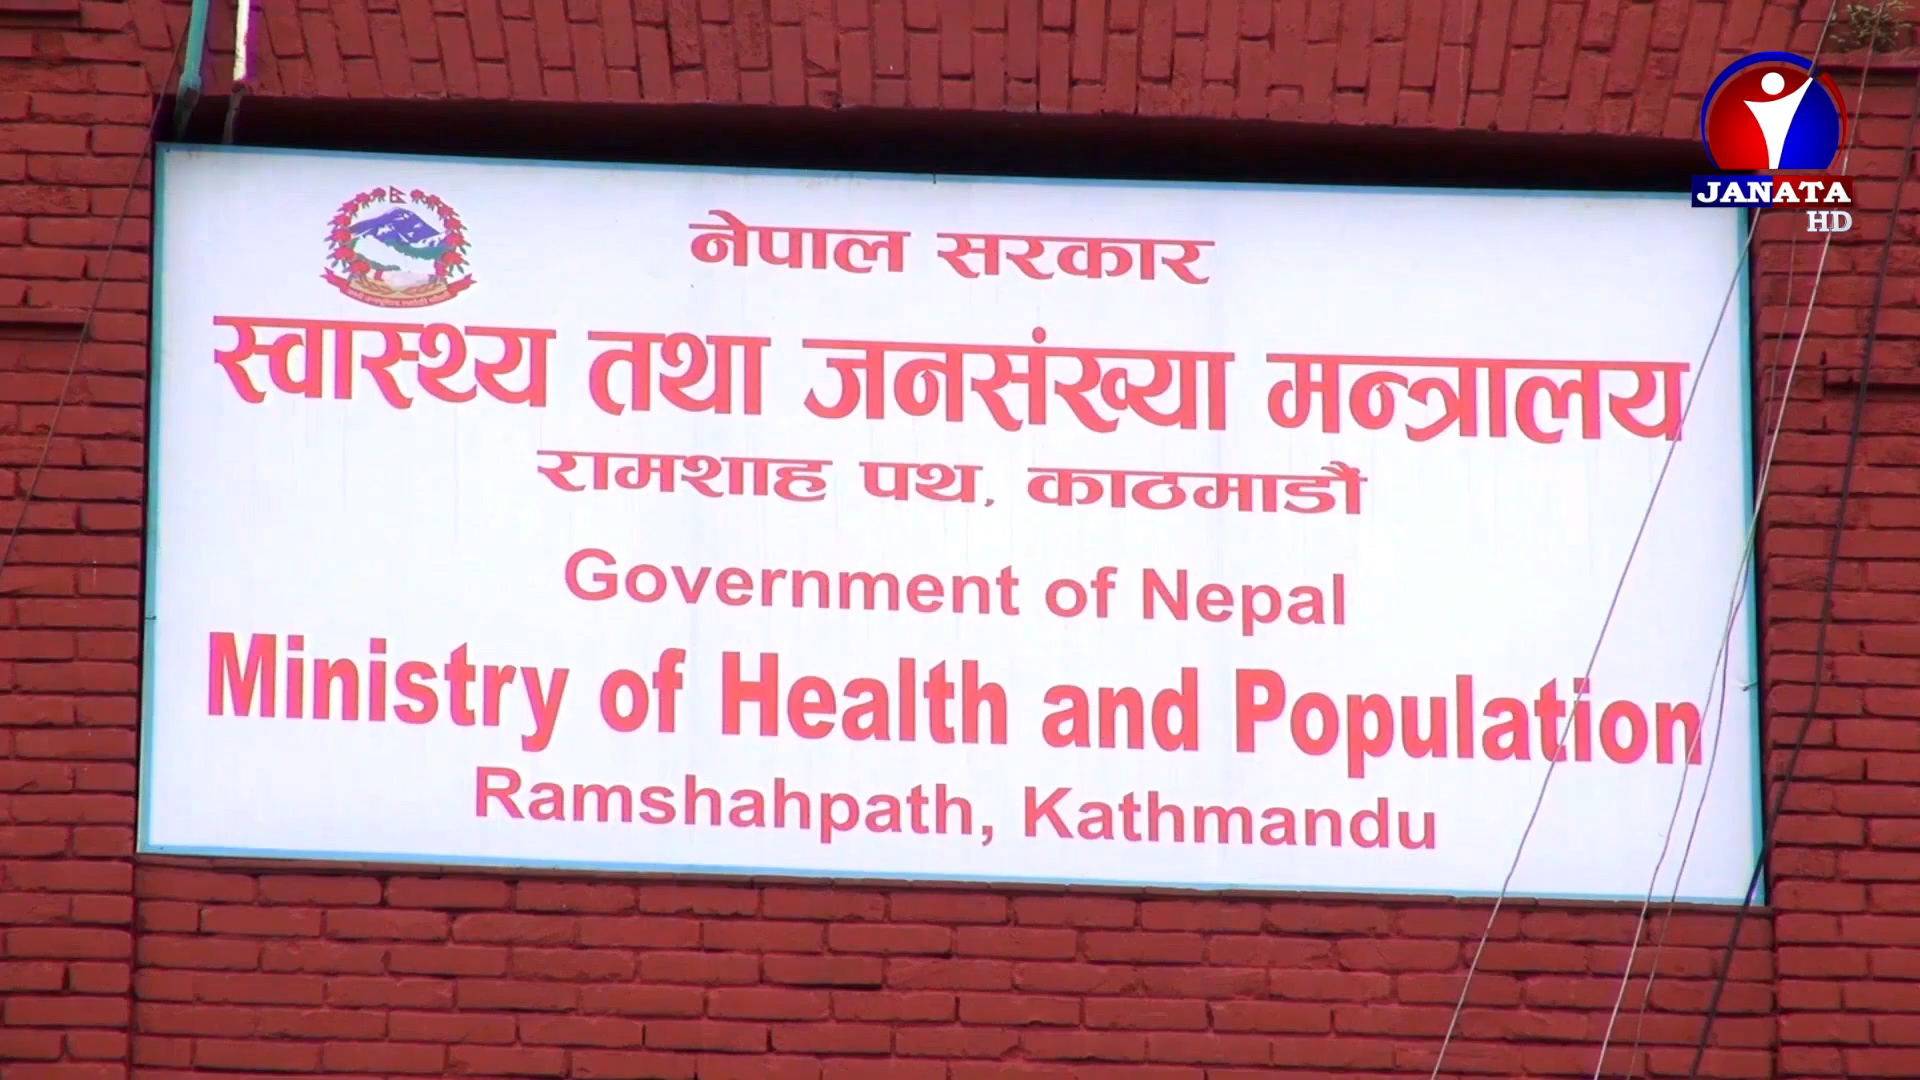 JANATA
HD
नेपाल सरकार
स्वास्थ्य तथा जनसंख्या मन्त्रालय
रामशाह पथ, काठमाडौं
Government of Nepal
Ministry of Health and Population
Ramshahpath, Kathmandu